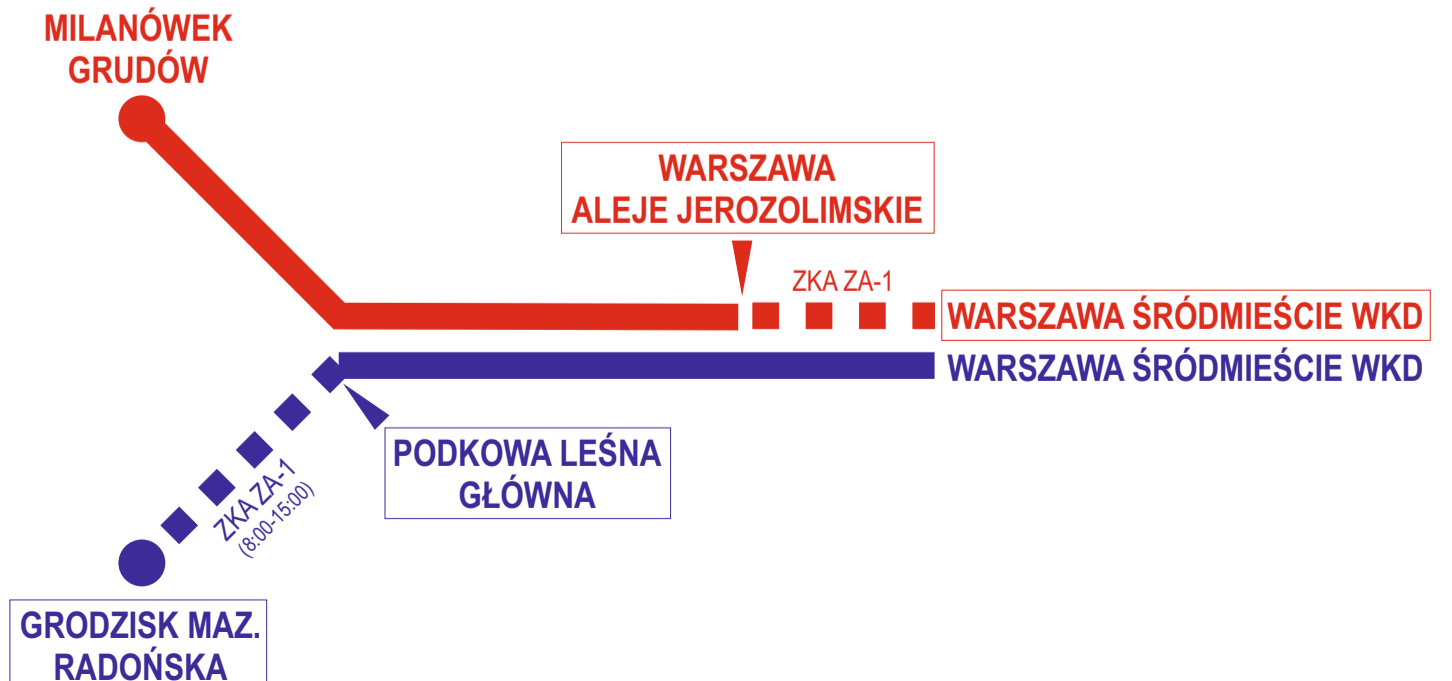 MILANÓWEK
GRUDÓW
WARSZAWA
ALEJE JEROZOLIMSKIE
ZKA ZA-1
WARSZAWA ŚRÓDMIEŚCIE WKD
WARSZAWA ŚRÓDMIEŚCIE WKD
PODKOWA LEŚNA
GŁÓWNA
ZKA ZA-1
(8:00-15:00)
GRODZISK MAZ.
RADOŃSKA